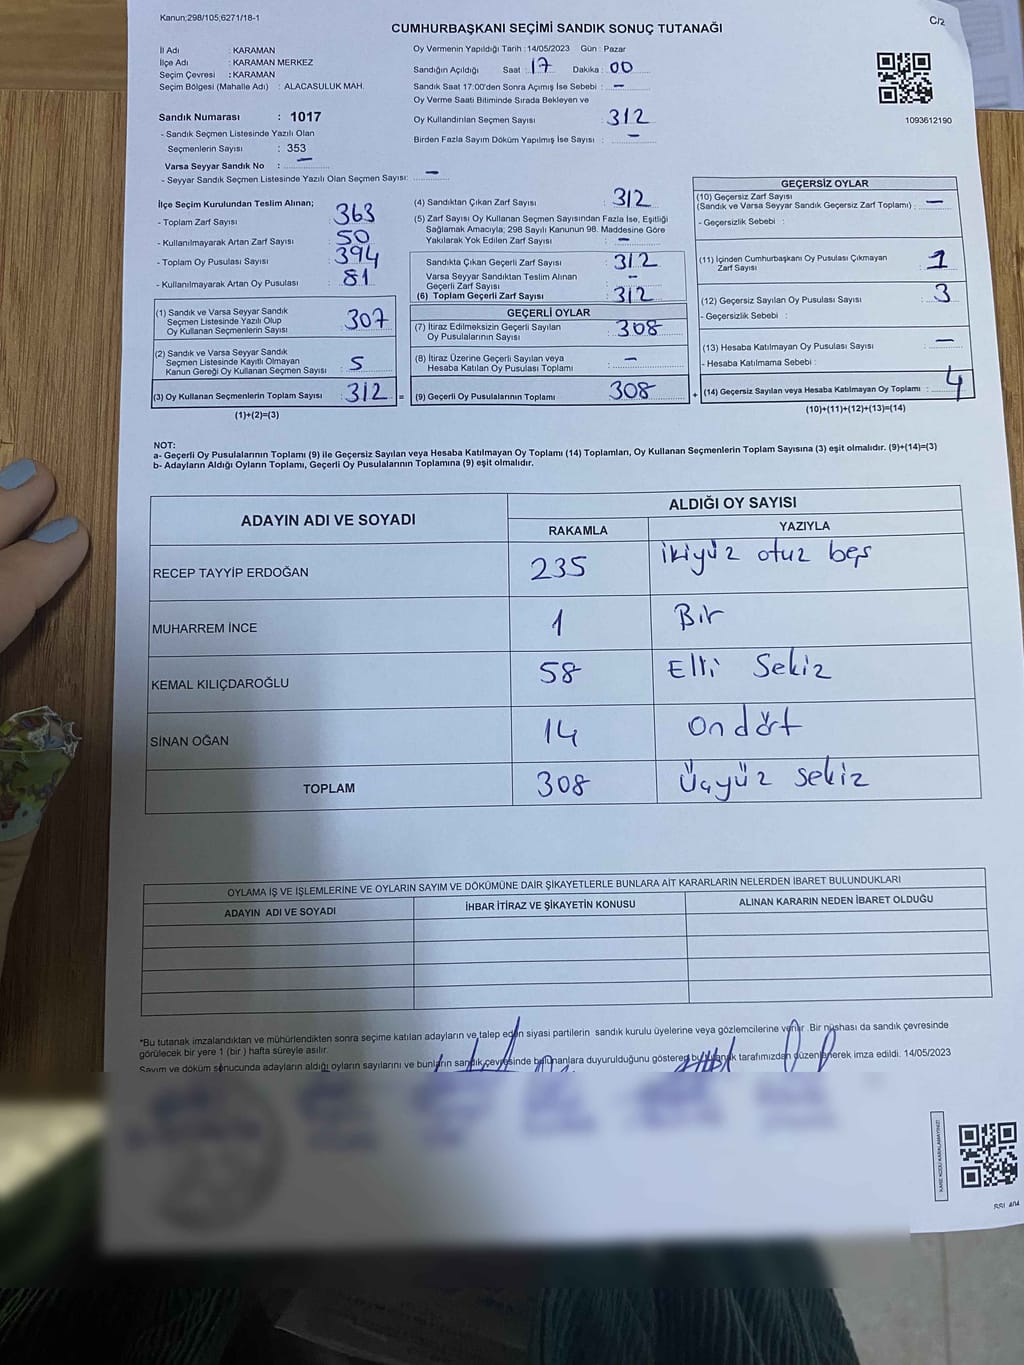 Kanun;298/105;6271/18-1
C/2
CUMHURBAŞKANI SEÇİMİ SANDIK SONUÇ TUTANAĞI
İl Adı : KARAMAN
İlçe Adı : KARAMAN MERKEZ
Seçim Çevresi : KARAMAN
Seçim Bölgesi (Mahalle Adı) : ALACASULUK MAH.
Sandık Numarası : 1017
- Sandık Seçmen Listesinde Yazılı Olan
Seçmenlerin Sayısı : 353
Varsa Seyyar Sandık No : —
- Seyyar Sandık Seçmen Listesinde Yazılı Olan Seçmen Sayısı: —
Oy Vermenin Yapıldığı Tarih : 14/05/2023 Gün : Pazar
Sandığın Açıldığı Saat : 17 Dakika : 00
Sandık Saat 17:00'den Sonra Açımış İse Sebebi : —
Oy Verme Saati Bitiminde Sırada Bekleyen ve
Oy Kullandırılan Seçmen Sayısı : 312
Birden Fazla Sayım Döküm Yapılmış İse Sayısı : —
1093612190
İlçe Seçim Kurulundan Teslim Alınan;
- Toplam Zarf Sayısı : 363
- Kullanılmayarak Artan Zarf Sayısı : 50
- Toplam Oy Pusulası Sayısı : 394
- Kullanılmayarak Artan Oy Pusulası : 81
(1) Sandık ve Varsa Seyyar Sandık
Seçmen Listesinde Yazılı Olup
Oy Kullanan Seçmenlerin Sayısı : 307
(2) Sandık ve Varsa Seyyar Sandık
Seçmen Listesinde Kayıtlı Olmayan
Kanun Gereği Oy Kullanan Seçmen Sayısı : 5
(3) Oy Kullanan Seçmenlerin Toplam Sayısı : 312
(1)+(2)=(3)
(4) Sandıktan Çıkan Zarf Sayısı : 312
(5) Zarf Sayısı Oy Kullanan Seçmen Sayısından Fazla İse, Eşitliği
Sağlamak Amacıyla; 298 Sayılı Kanunun 98. Maddesine Göre
Yakılarak Yok Edilen Zarf Sayısı : —
Sandıkta Çıkan Geçerli Zarf Sayısı : 312
Varsa Seyyar Sandıktan Teslim Alınan
Geçerli Zarf Sayısı : —
(6) Toplam Geçerli Zarf Sayısı : 312
=
GEÇERLİ OYLAR
(7) İtiraz Edilmeksizin Geçerli Sayılan
Oy Pusulalarının Sayısı : 308
(8) İtiraz Üzerine Geçerli Sayılan veya
Hesaba Katılan Oy Pusulası Toplamı : —
(9) Geçerli Oy Pusulalarının Toplamı : 308
+
GEÇERSİZ OYLAR
(10) Geçersiz Zarf Sayısı
(Sandık ve Varsa Seyyar Sandık Geçersiz Zarf Toplamı) : —
- Geçersizlik Sebebi :
(11) İçinden Cumhurbaşkanı Oy Pusulası Çıkmayan
Zarf Sayısı : 1
(12) Geçersiz Sayılan Oy Pusulası Sayısı : 3
- Geçersizlik Sebebi :
(13) Hesaba Katılmayan Oy Pusulası Sayısı : —
- Hesaba Katılmama Sebebi :
(14) Geçersiz Sayılan veya Hesaba Katılmayan Oy Toplamı : 4
(10)+(11)+(12)+(13)=(14)
NOT:
a- Geçerli Oy Pusulalarının Toplamı (9) ile Geçersiz Sayılan veya Hesaba Katılmayan Oy Toplamı (14) Toplamları, Oy Kullanan Seçmenlerin Toplam Sayısına (3) eşit olmalıdır. (9)+(14)=(3)
b- Adayların Aldığı Oyların Toplamı, Geçerli Oy Pusulalarının Toplamına (9) eşit olmalıdır.
ADAYIN ADI VE SOYADI
ALDIĞI OY SAYISI
RAKAMLA YAZIYLA
RECEP TAYYİP ERDOĞAN 235 ikiyüz otuz beş
MUHARREM İNCE 1 Bir
KEMAL KILIÇDAROĞLU 58 Elli Sekiz
SİNAN OĞAN 14 On dört
TOPLAM 308 Üçyüz sekiz
OYLAMA İŞ VE İŞLEMLERİNE VE OYLARIN SAYIM VE DÖKÜMÜNE DAİR ŞİKAYETLERLE BUNLARA AİT KARARLARIN NELERDEN İBARET BULUNDUKLARI
ADAYIN ADI VE SOYADI İHBAR İTİRAZ VE ŞİKAYETİN KONUSU ALINAN KARARIN NEDEN İBARET OLDUĞU
*Bu tutanak imzalandıktan ve mühürlendikten sonra seçime katılan adayların ve talep eden siyasi partilerin sandık kurulu üyelerine veya gözlemcilerine verilir. Bir nüshası da sandık çevresinde
görülecek bir yere 1 (bir ) hafta süreyle asılır.
Sayım ve döküm sonucunda adayların aldığı oyların sayılarını ve bunların sandık çevresinde bulunanlara duyurulduğunu gösteren bu tutanak tarafımızdan düzenlenerek imza edildi. 14/05/2023